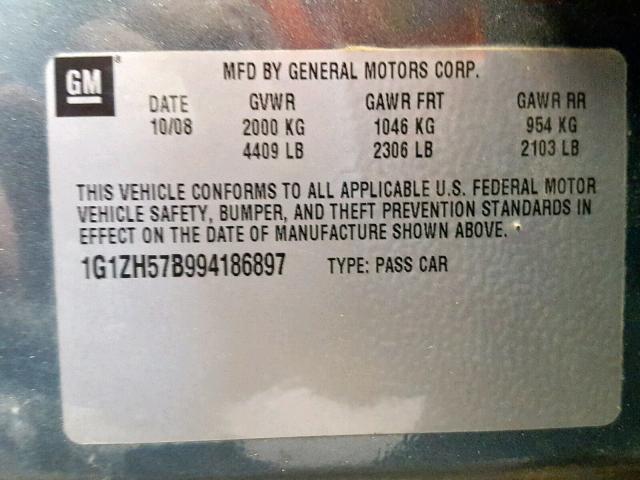 GM®
MFD BY GENERAL MOTORS CORP.
DATE GVWR GAWR FRT GAWR RR
10/08 2000 KG 1046 KG 954 KG
4409 LB 2306 LB 2103 LB
THIS VEHICLE CONFORMS TO ALL APPLICABLE U.S. FEDERAL MOTOR
VEHICLE SAFETY, BUMPER, AND THEFT PREVENTION STANDARDS IN
EFFECT ON THE DATE OF MANUFACTURE SHOWN ABOVE.
1G1ZH57B994186897 TYPE: PASS CAR